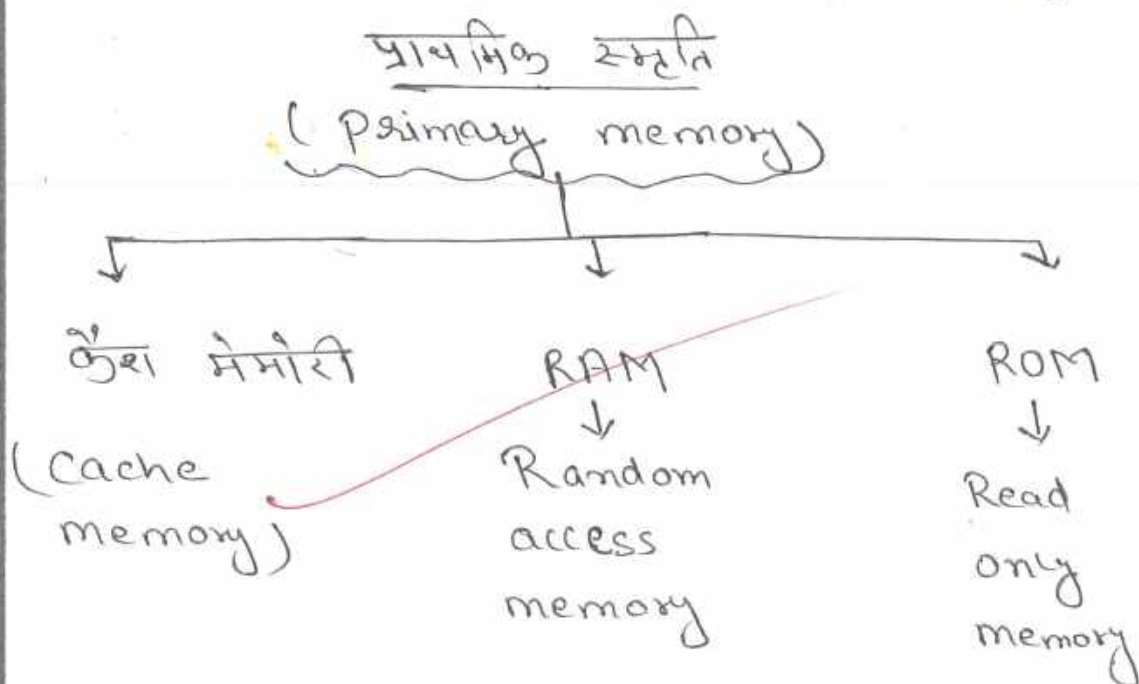 प्राथमिक स्मृति
(Primary memory)
कैश मेमोरी RAM ROM
(Cache memory) Random access memory Read only memory